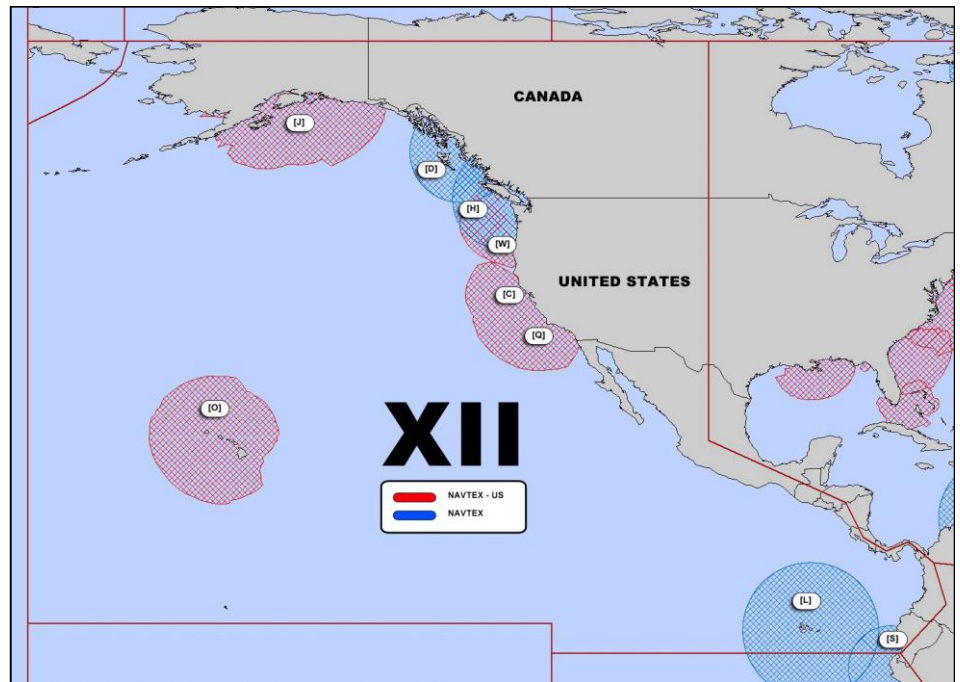 CANADA
[J]
[D]
[H]
[W]
UNITED STATES
[C]
[Q]
[O]
XII
NAVTEX - US
NAVTEX
[L]
[S]